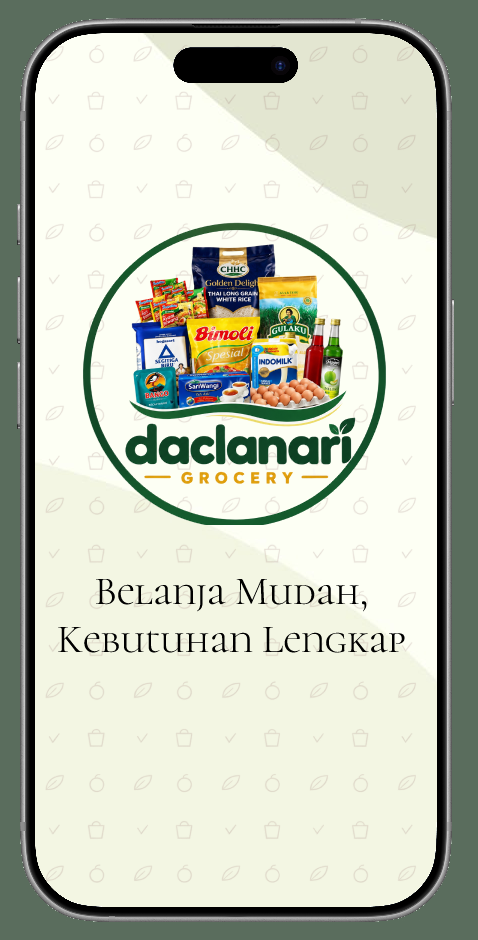 CHHC
Golden Delight
THAI LONG GRAIN
WHITE RICE
Bimoli
Spesial
GULAKU
SEGITIGA
BIRU
INDOMILK
SariWangi
daclanari
GROCERY
Belanja Mudah,
Kebutuhan Lengkap